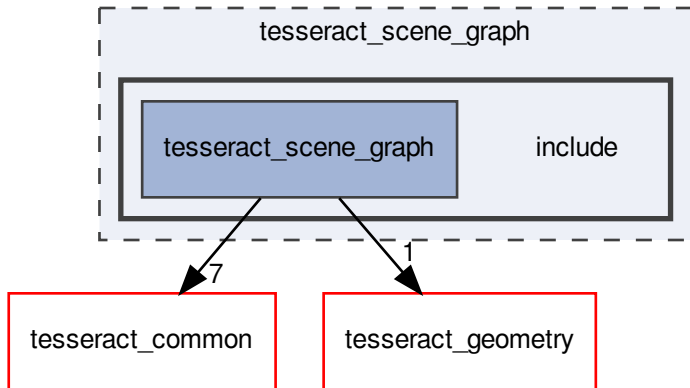 tesseract_scene_graph
tesseract_scene_graph
include
7
1
tesseract_common
tesseract_geometry